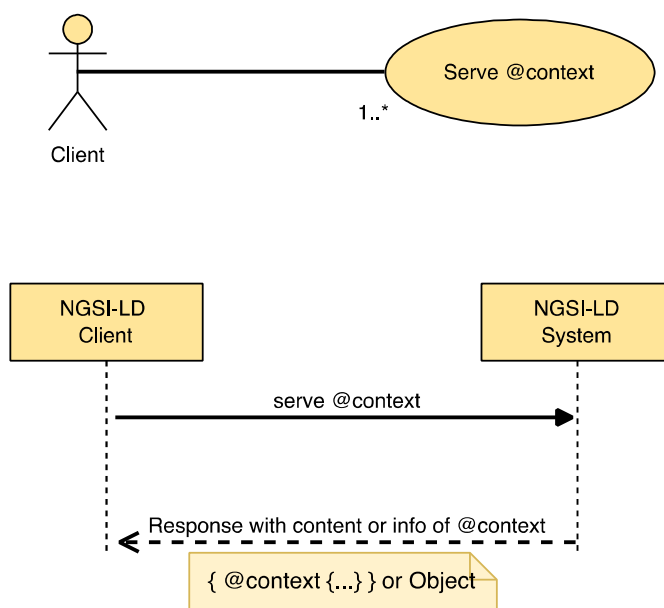 Serve @context
1..*
Client
NGSI-LD
Client
NGSI-LD
System
serve @context
Response with content or info of @context
{ @context {...} } or Object